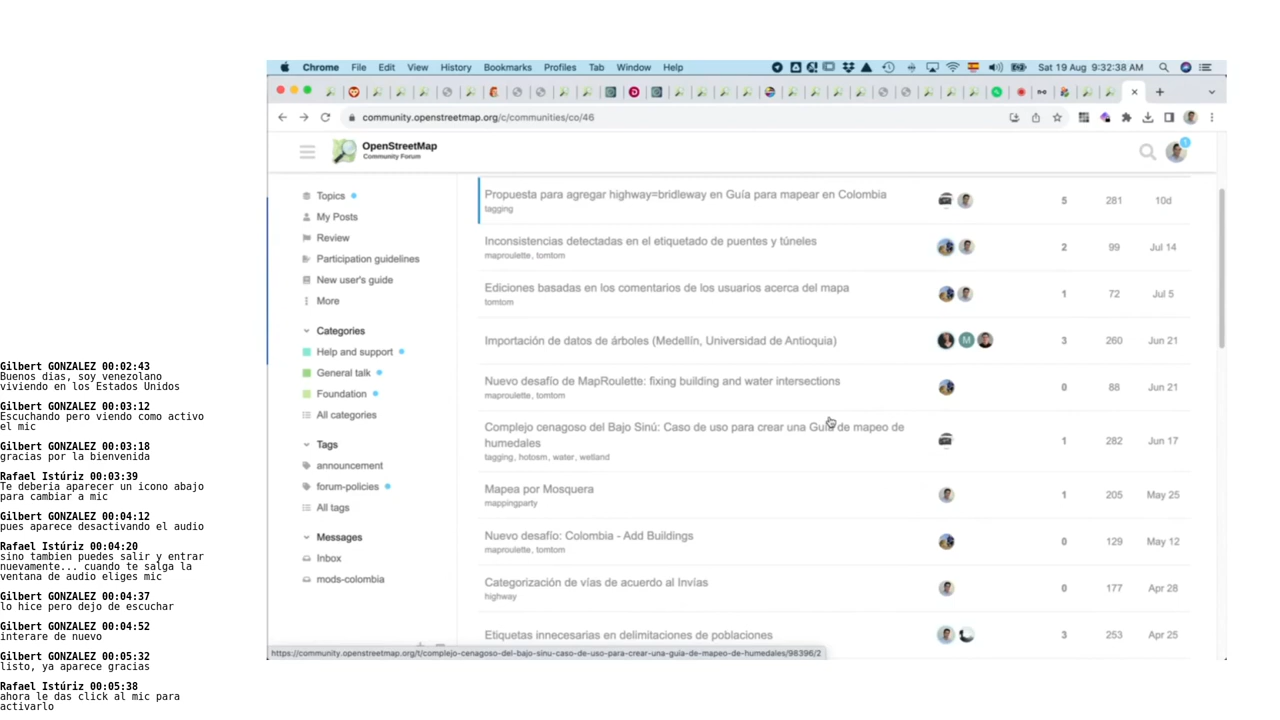 Gilbert GONZALEZ 00:02:43
Buenos dias, soy venezolano
viviendo en los Estados Unidos
Gilbert GONZALEZ 00:03:12
Escuchando pero viendo como activo
el mic
Gilbert GONZALEZ 00:03:18
gracias por la bienvenida
Rafael Istúriz 00:03:39
Te deberia aparecer un icono abajo
para cambiar a mic
Gilbert GONZALEZ 00:04:12
pues aparece desactivando el audio
Rafael Istúriz 00:04:20
sino tambien puedes salir y entrar
nuevamente... cuando te salga la
ventana de audio eliges mic
Gilbert GONZALEZ 00:04:37
lo hice pero dejo de escuchar
Gilbert GONZALEZ 00:04:52
interare de nuevo
Gilbert GONZALEZ 00:05:32
listo, ya aparece gracias
Rafael Istúriz 00:05:38
ahora le das click al mic para
activarlo
Chrome File Edit View History Bookmarks Profiles Tab Window Help Sat 19 Aug 9:32:38 AM
community.openstreetmap.org/c/communities/co/46
OpenStreetMap
Community Forum
1
Topics
My Posts
Review
Participation guidelines
New user's guide
More
Categories
Help and support
General talk
Foundation
All categories
Tags
announcement
forum-policies
All tags
Messages
Inbox
mods-colombia
Propuesta para agregar highway=bridleway en Guía para mapear en Colombia 5 281 10d
tagging
Inconsistencias detectadas en el etiquetado de puentes y túneles 2 99 Jul 14
maproulette, tomtom
Ediciones basadas en los comentarios de los usuarios acerca del mapa 1 72 Jul 5
tomtom
Importación de datos de árboles (Medellín, Universidad de Antioquia) M 3 260 Jun 21
Nuevo desafío de MapRoulette: fixing building and water intersections 0 88 Jun 21
maproulette, tomtom
Complejo cenagoso del Bajo Sinú: Caso de uso para crear una Guía de mapeo de
humedales 1 282 Jun 17
tagging, hotosm, water, wetland
Mapea por Mosquera 1 205 May 25
mappingparty
Nuevo desafío: Colombia - Add Buildings 0 129 May 12
maproulette, tomtom
Categorización de vías de acuerdo al Invías 0 177 Apr 28
highway
Etiquetas innecesarias en delimitaciones de poblaciones 3 253 Apr 25
https://community.openstreetmap.org/t/complejo-cenagoso-del-bajo-sinu-caso-de-uso-para-crear-una-guia-de-mapeo-de-humedales/98396/2